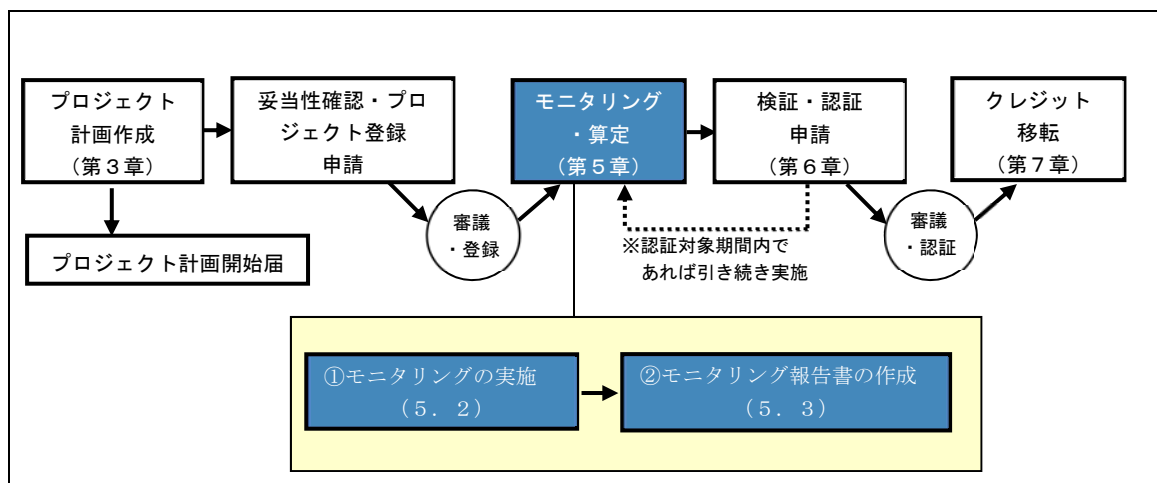 プロジェクト
計画作成
（第３章）
妥当性確認・プロ
ジェクト登録
申請
モニタリング
・算定
（第５章）
検証・認証
申請
（第６章）
クレジット
移転
（第７章）
審議
・登録
審議
・認証
※認証対象期間内で
あれば引き続き実施
プロジェクト計画開始届
①モニタリングの実施
（５．２）
②モニタリング報告書の作成
（５．３）